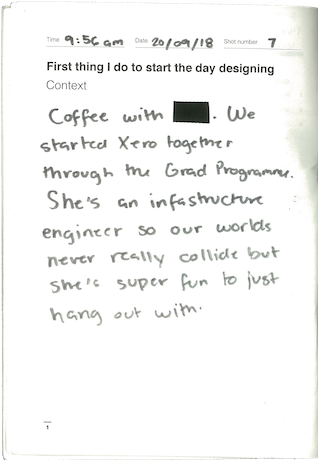 Time 9:56 am Date 20/09/18 Shot number 7
First thing I do to start the day designing
Context
Coffee with . We
started Xero together
through the Grad Programme.
She's an infastructure
engineer so our worlds
never really collide but
she's super fun to just
hang out with.
1